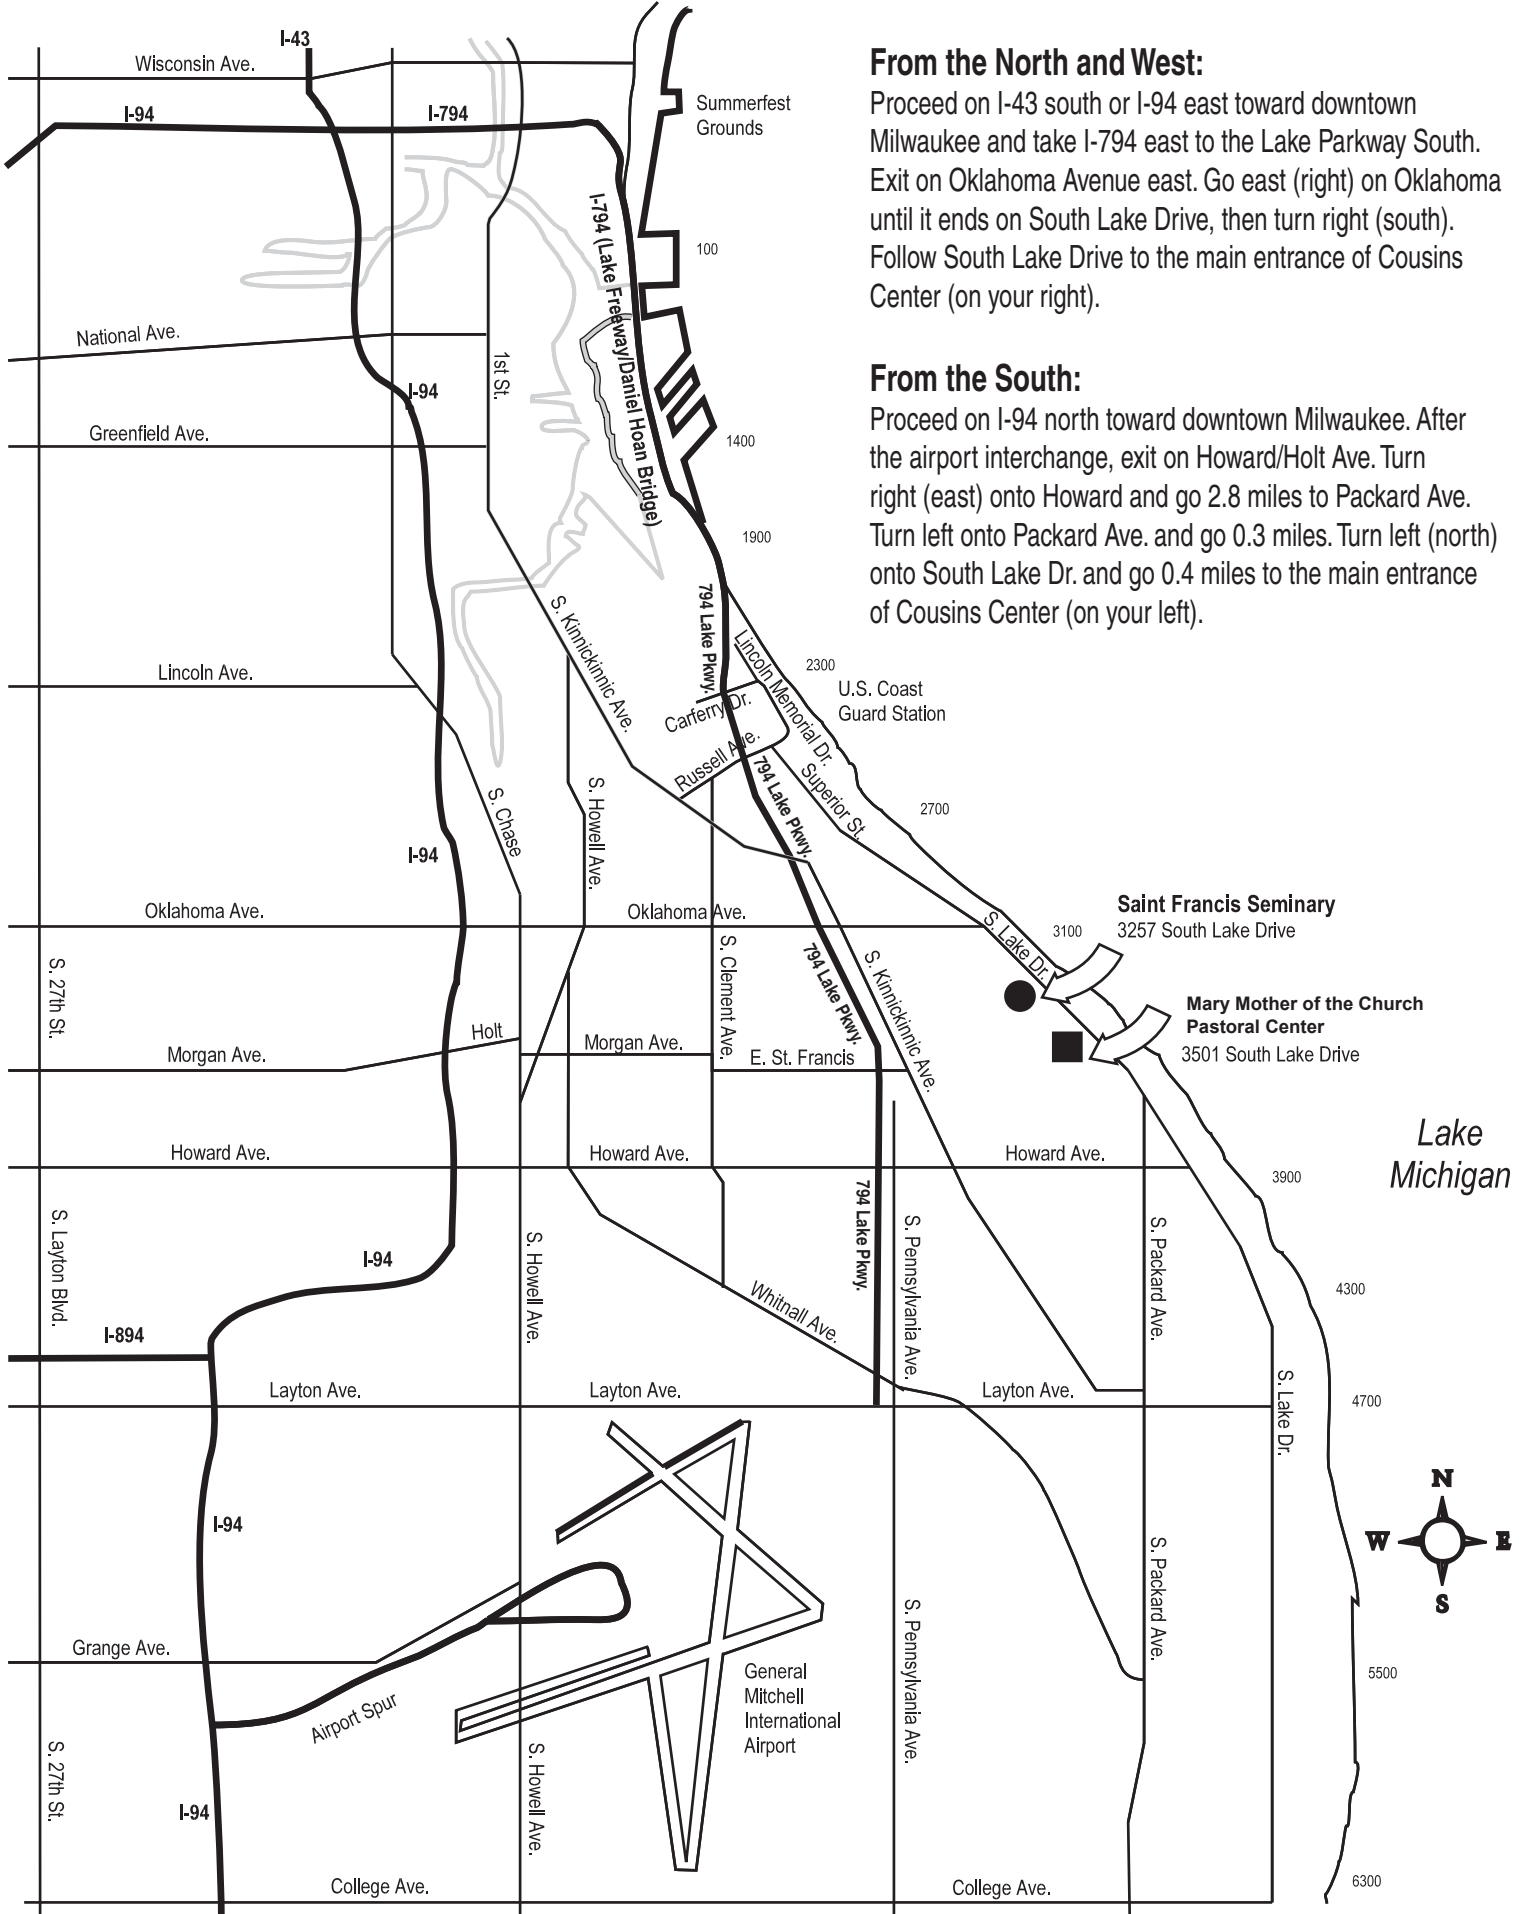 From the North and West:
Proceed on I-43 south or I-94 east toward downtown
Milwaukee and take I-794 east to the Lake Parkway South.
Exit on Oklahoma Avenue east. Go east (right) on Oklahoma
until it ends on South Lake Drive, then turn right (south).
Follow South Lake Drive to the main entrance of Cousins
Center (on your right).
From the South:
Proceed on I-94 north toward downtown Milwaukee. After
the airport interchange, exit on Howard/Holt Ave. Turn
right (east) onto Howard and go 2.8 miles to Packard Ave.
Turn left onto Packard Ave. and go 0.3 miles. Turn left (north)
onto South Lake Dr. and go 0.4 miles to the main entrance
of Cousins Center (on your left).
I-43
Wisconsin Ave.
I-94
I-794
Summerfest
Grounds
I-794 (Lake Freeway/Daniel Hoan Bridge)
100
National Ave.
1st St.
I-94
Greenfield Ave.
1400
1900
794 Lake Pkwy.
S. Kinnickinnic Ave.
Lincoln Memorial Dr.
2300
U.S. Coast
Guard Station
Lincoln Ave.
Carferry Dr.
Russell Ave.
794 Lake Pkwy.
Superior St.
S. Chase
S. Howell Ave.
2700
I-94
Oklahoma Ave.
Oklahoma Ave.
S. Lake Dr.
3100
Saint Francis Seminary
3257 South Lake Drive
S. 27th St.
S. Clement Ave.
794 Lake Pkwy.
S. Kinnickinnic Ave.
Mary Mother of the Church
Pastoral Center
3501 South Lake Drive
Holt
Morgan Ave.
Morgan Ave.
E. St. Francis
Lake
Michigan
Howard Ave.
Howard Ave.
Howard Ave.
3900
794 Lake Pkwy.
S. Layton Blvd.
I-94
S. Howell Ave.
S. Pennsylvania Ave.
S. Packard Ave.
4300
Whitnall Ave.
I-894
Layton Ave.
Layton Ave.
Layton Ave.
S. Lake Dr.
4700
N
W
E
S
I-94
S. Packard Ave.
S. Pennsylvania Ave.
Grange Ave.
5500
Airport Spur
General
Mitchell
International
Airport
S. 27th St.
S. Howell Ave.
I-94
College Ave.
College Ave.
6300